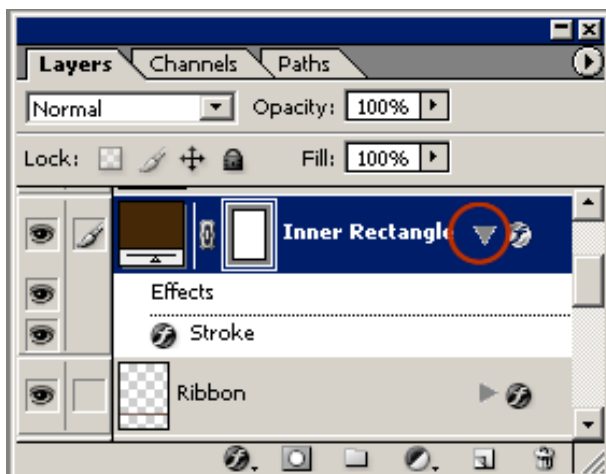 Layers Channels Paths
Normal Opacity: 100%
Lock: Fill: 100%
Inner Rectangle
Effects
Stroke
Ribbon